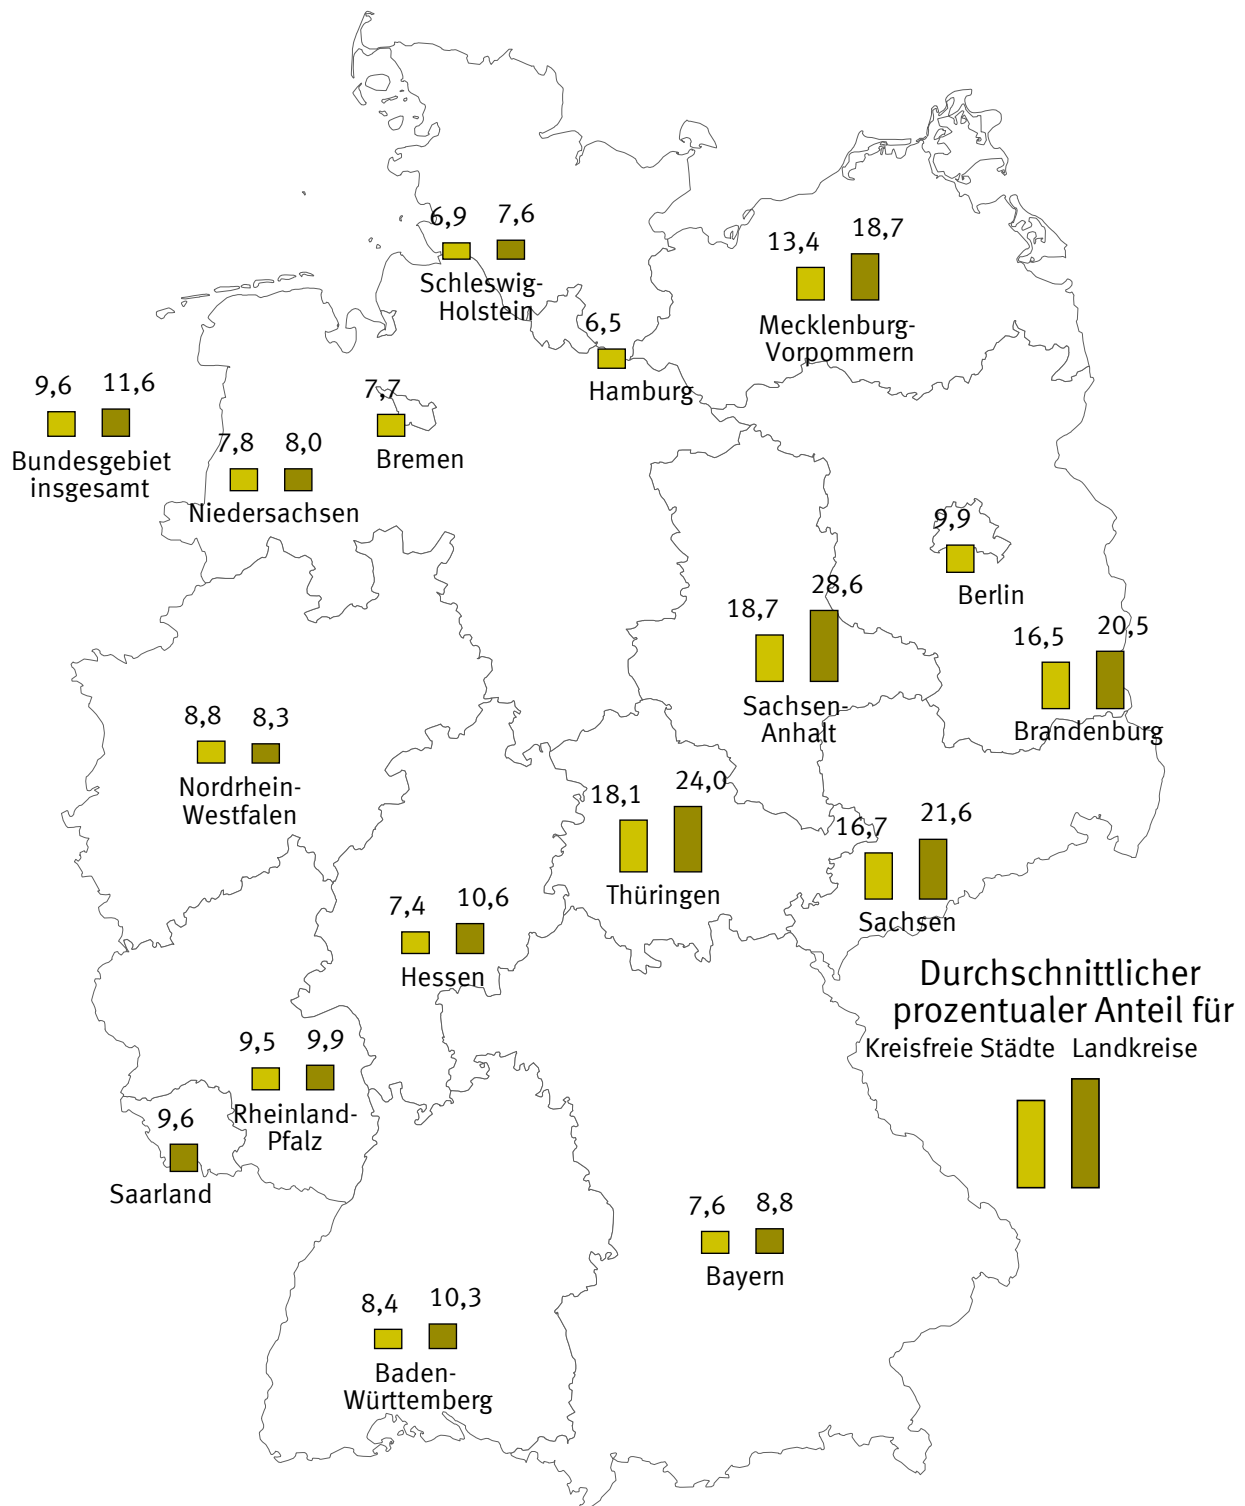 6,9 7,6
Schleswig-
Holstein
13,4 18,7
Mecklenburg-
Vorpommern
6,5
Hamburg
9,6 11,6
Bundesgebiet
insgesamt
7,7
Bremen
7,8 8,0
Niedersachsen
9,9
Berlin
18,7 28,6
Sachsen-
Anhalt
16,5 20,5
Brandenburg
8,8 8,3
Nordrhein-
Westfalen
18,1 24,0
Thüringen
16,7 21,6
Sachsen
7,4 10,6
Hessen
Durchschnittlicher
prozentualer Anteil für
Kreisfreie Städte Landkreise
9,5 9,9
Rheinland-
Pfalz
9,6
Saarland
7,6 8,8
Bayern
8,4 10,3
Baden-
Württemberg